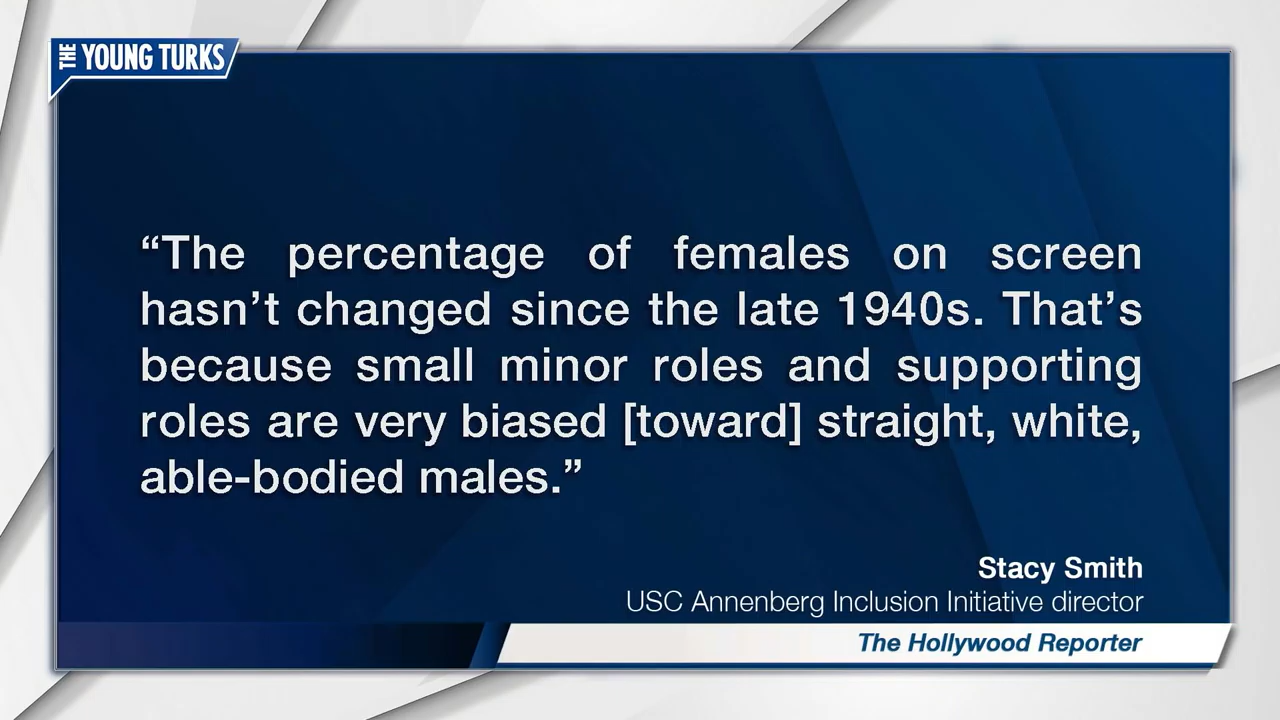 THE YOUNG TURKS
“The percentage of females on screen
hasn’t changed since the late 1940s. That’s
because small minor roles and supporting
roles are very biased [toward] straight, white,
able-bodied males.”
Stacy Smith
USC Annenberg Inclusion Initiative director
The Hollywood Reporter